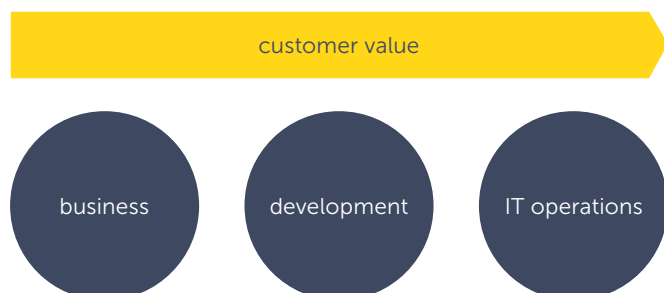 customer value
business
development
IT operations